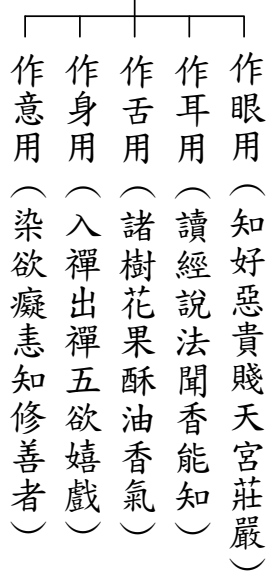 作眼用（知好惡貴賤天宮莊嚴）
作耳用（讀經說法聞香能知）
作舌用（諸樹花果酥油香氣）
作身用（入禪出禪五欲嬉戲）
作意用（染欲癡恚知修善者）